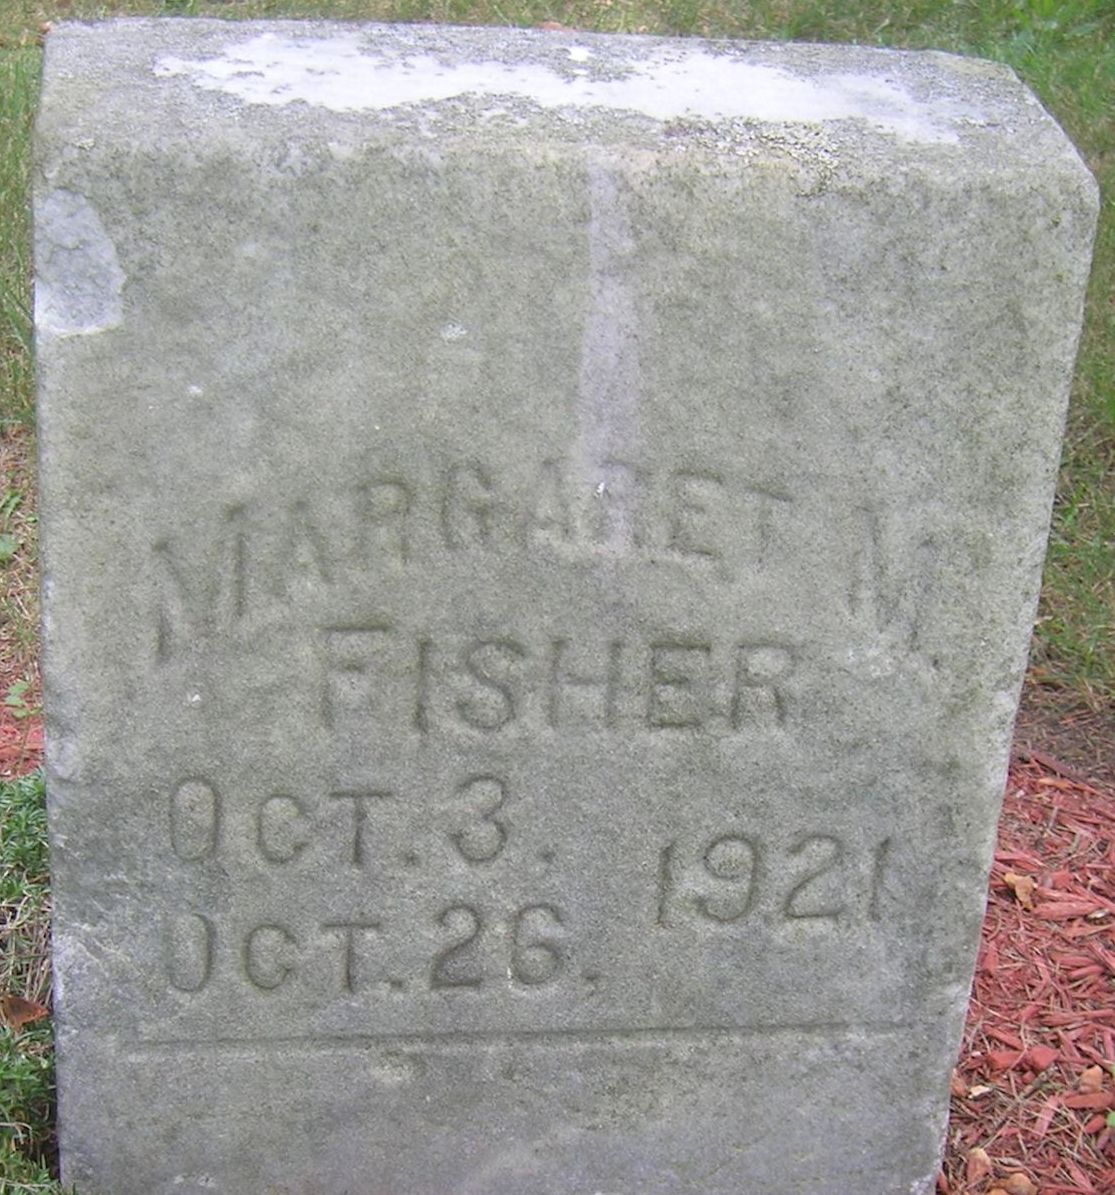 MARGARET M
FISHER
OCT. 3.
1921
OCT. 26.